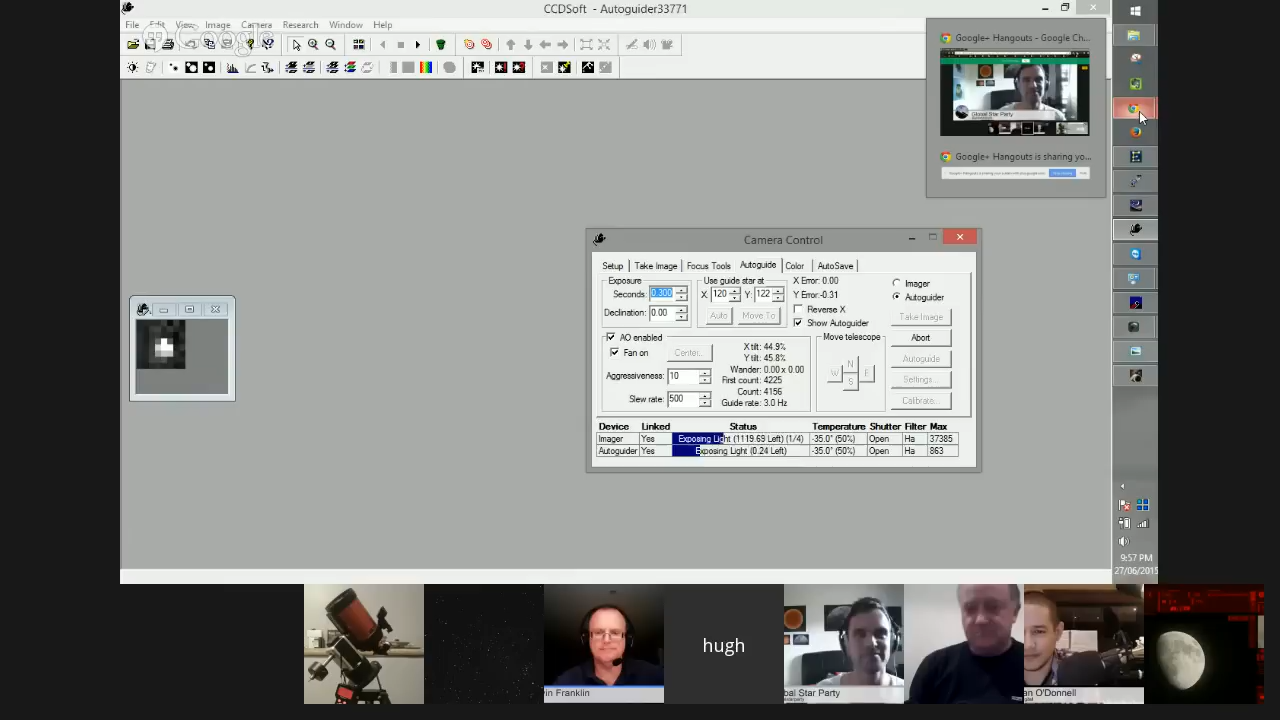 CCDSoft - Autoguider33771
File Edit View Image Camera Research Window Help
Google+ Hangouts - Google Ch...
Global Star Party
Google+ Hangouts is sharing yo...
Camera Control
Setup Take Image Focus Tools Autoguide Color AutoSave
Exposure
Seconds: 0.300
Declination: 0.00
Use guide star at
X: 120 Y: 122
Auto Move To
X Error: 0.00
Y Error:-0.31
Reverse X
Show Autoguider
Imager
Autoguider
Take Image
Abort
Autoguide
Settings...
Calibrate...
AO enabled
Fan on Center...
Aggressiveness: 10
Slew rate: 500
X tilt: 44.9%
Y tilt: 45.8%
Wander: 0.00 x 0.00
First count: 4225
Count: 4156
Guide rate: 3.0 Hz
Move telescope
N
W E
S
Device Linked Status Temperature Shutter Filter Max
Imager Yes Exposing Light (1119.69 Left) (1/4) -35.0° (50%) Open Ha 37385
Autoguider Yes Exposing Light (0.24 Left) -35.0° (50%) Open Ha 863
9:57 PM
27/06/2015
hugh
vin Franklin
bal Star Party
an O'Donnell